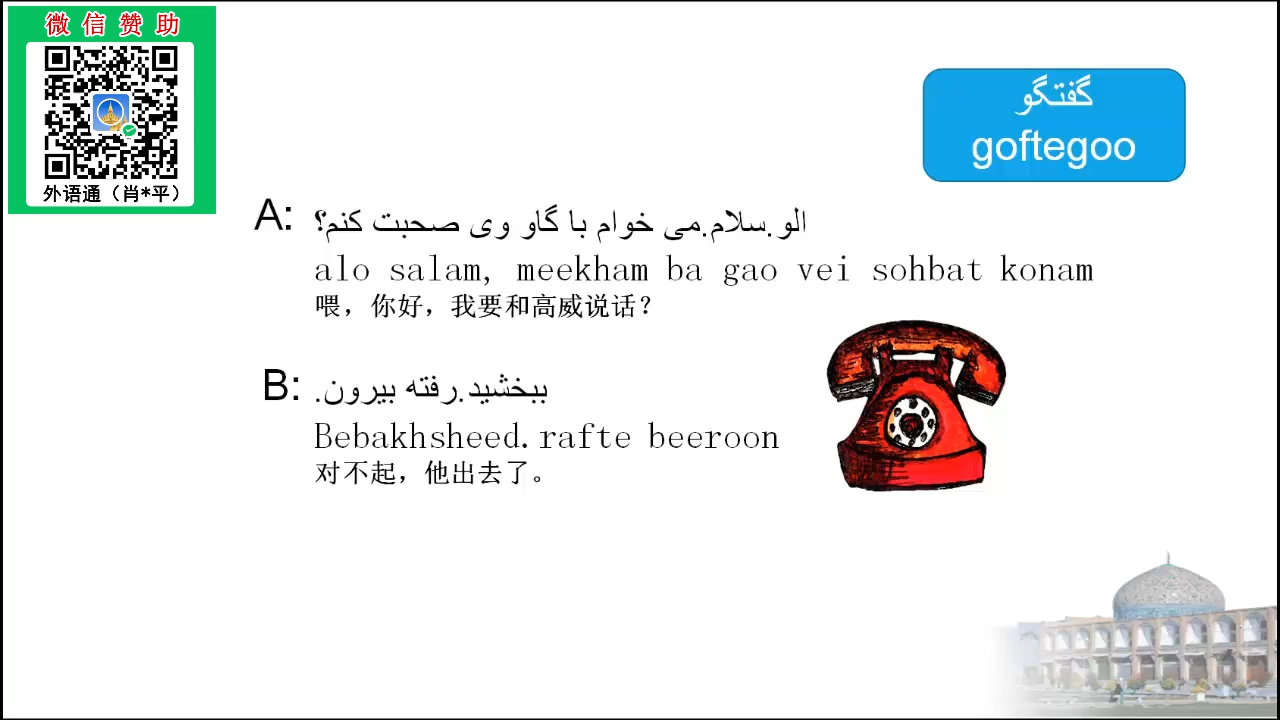 微信赞助
外语通（肖*平）
گفتگو
goftegoo
A: الو.سلام.می خوام با گاو وی صحبت کنم؟
alo salam, meekham ba gao vei sohbat konam
喂，你好，我要和高威说话？
B: ببخشید.رفته بیرون.
Bebakhsheed.rafte beeroon
对不起，他出去了。